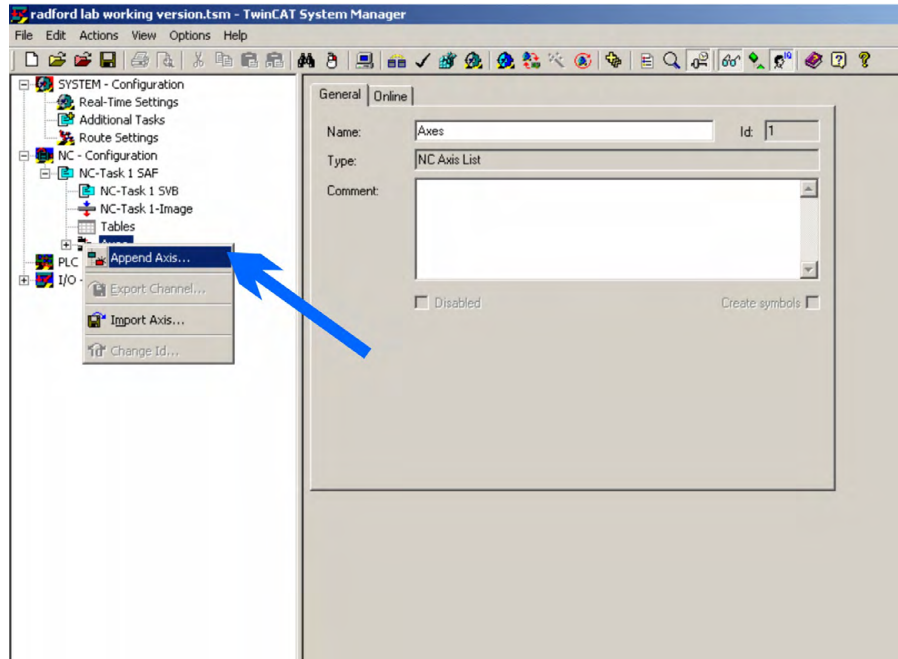 radford lab working version.tsm - TwinCAT System Manager
File Edit Actions View Options Help
SYSTEM - Configuration
Real-Time Settings
Additional Tasks
Route Settings
NC - Configuration
NC-Task 1 SAF
NC-Task 1 SVB
NC-Task 1-Image
Tables
PLC
I/O -
Append Axis...
Export Channel...
Import Axis...
Change Id...
General Online
Name: Axes Id: 1
Type: NC Axis List
Comment:
Disabled Create symbols